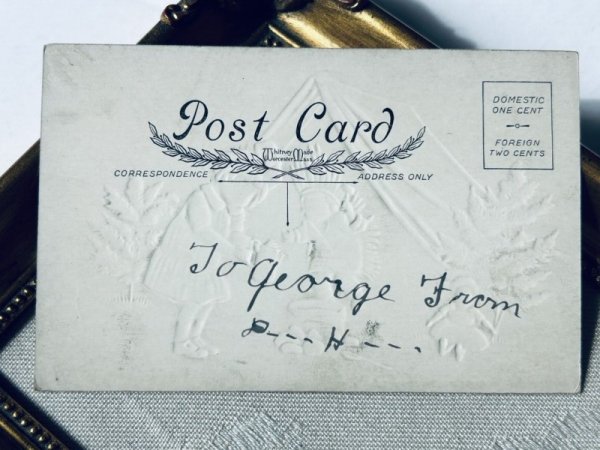 Post Card
Whitney Made
Worcester Mass
CORRESPONDENCE
ADDRESS ONLY
DOMESTIC
ONE CENT
FOREIGN
TWO CENTS
To George From
P---H----